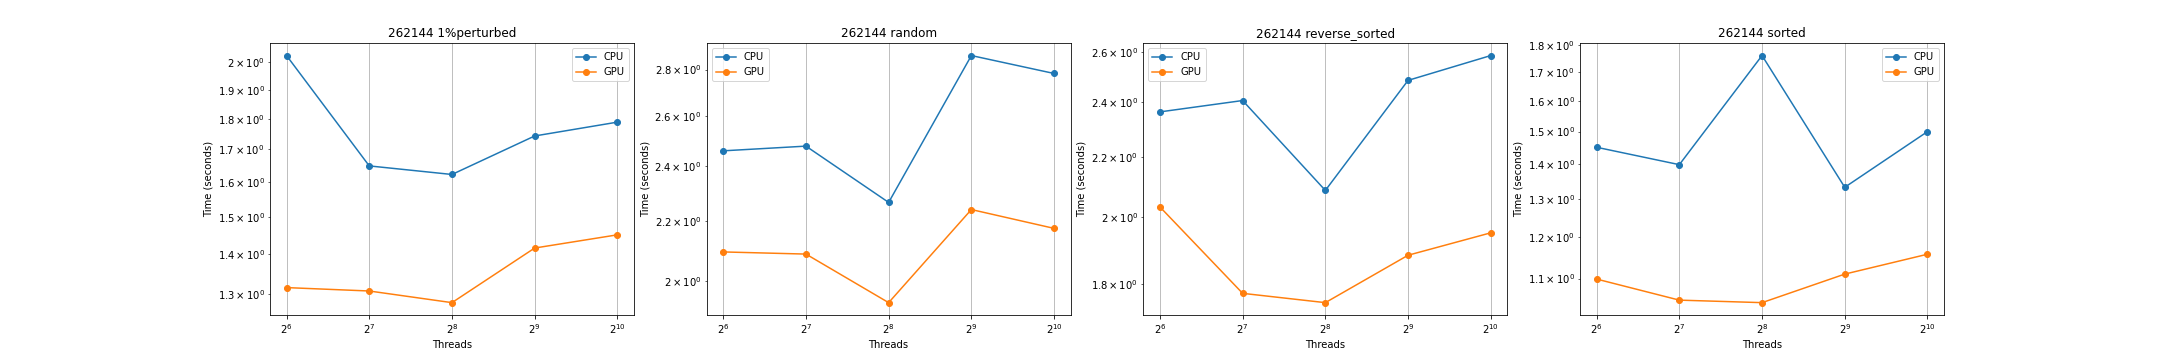 262144 1%perturbed
CPU
GPU
2 × 10⁰
1.9 × 10⁰
1.8 × 10⁰
1.7 × 10⁰
1.6 × 10⁰
1.5 × 10⁰
1.4 × 10⁰
1.3 × 10⁰
Time (seconds)
2⁶ 2⁷ 2⁸ 2⁹ 2¹⁰
Threads
262144 random
CPU
GPU
2.8 × 10⁰
2.6 × 10⁰
2.4 × 10⁰
2.2 × 10⁰
2 × 10⁰
Time (seconds)
2⁶ 2⁷ 2⁸ 2⁹ 2¹⁰
Threads
262144 reverse_sorted
CPU
GPU
2.6 × 10⁰
2.4 × 10⁰
2.2 × 10⁰
2 × 10⁰
1.8 × 10⁰
Time (seconds)
2⁶ 2⁷ 2⁸ 2⁹ 2¹⁰
Threads
262144 sorted
CPU
GPU
1.8 × 10⁰
1.7 × 10⁰
1.6 × 10⁰
1.5 × 10⁰
1.4 × 10⁰
1.3 × 10⁰
1.2 × 10⁰
1.1 × 10⁰
Time (seconds)
2⁶ 2⁷ 2⁸ 2⁹ 2¹⁰
Threads